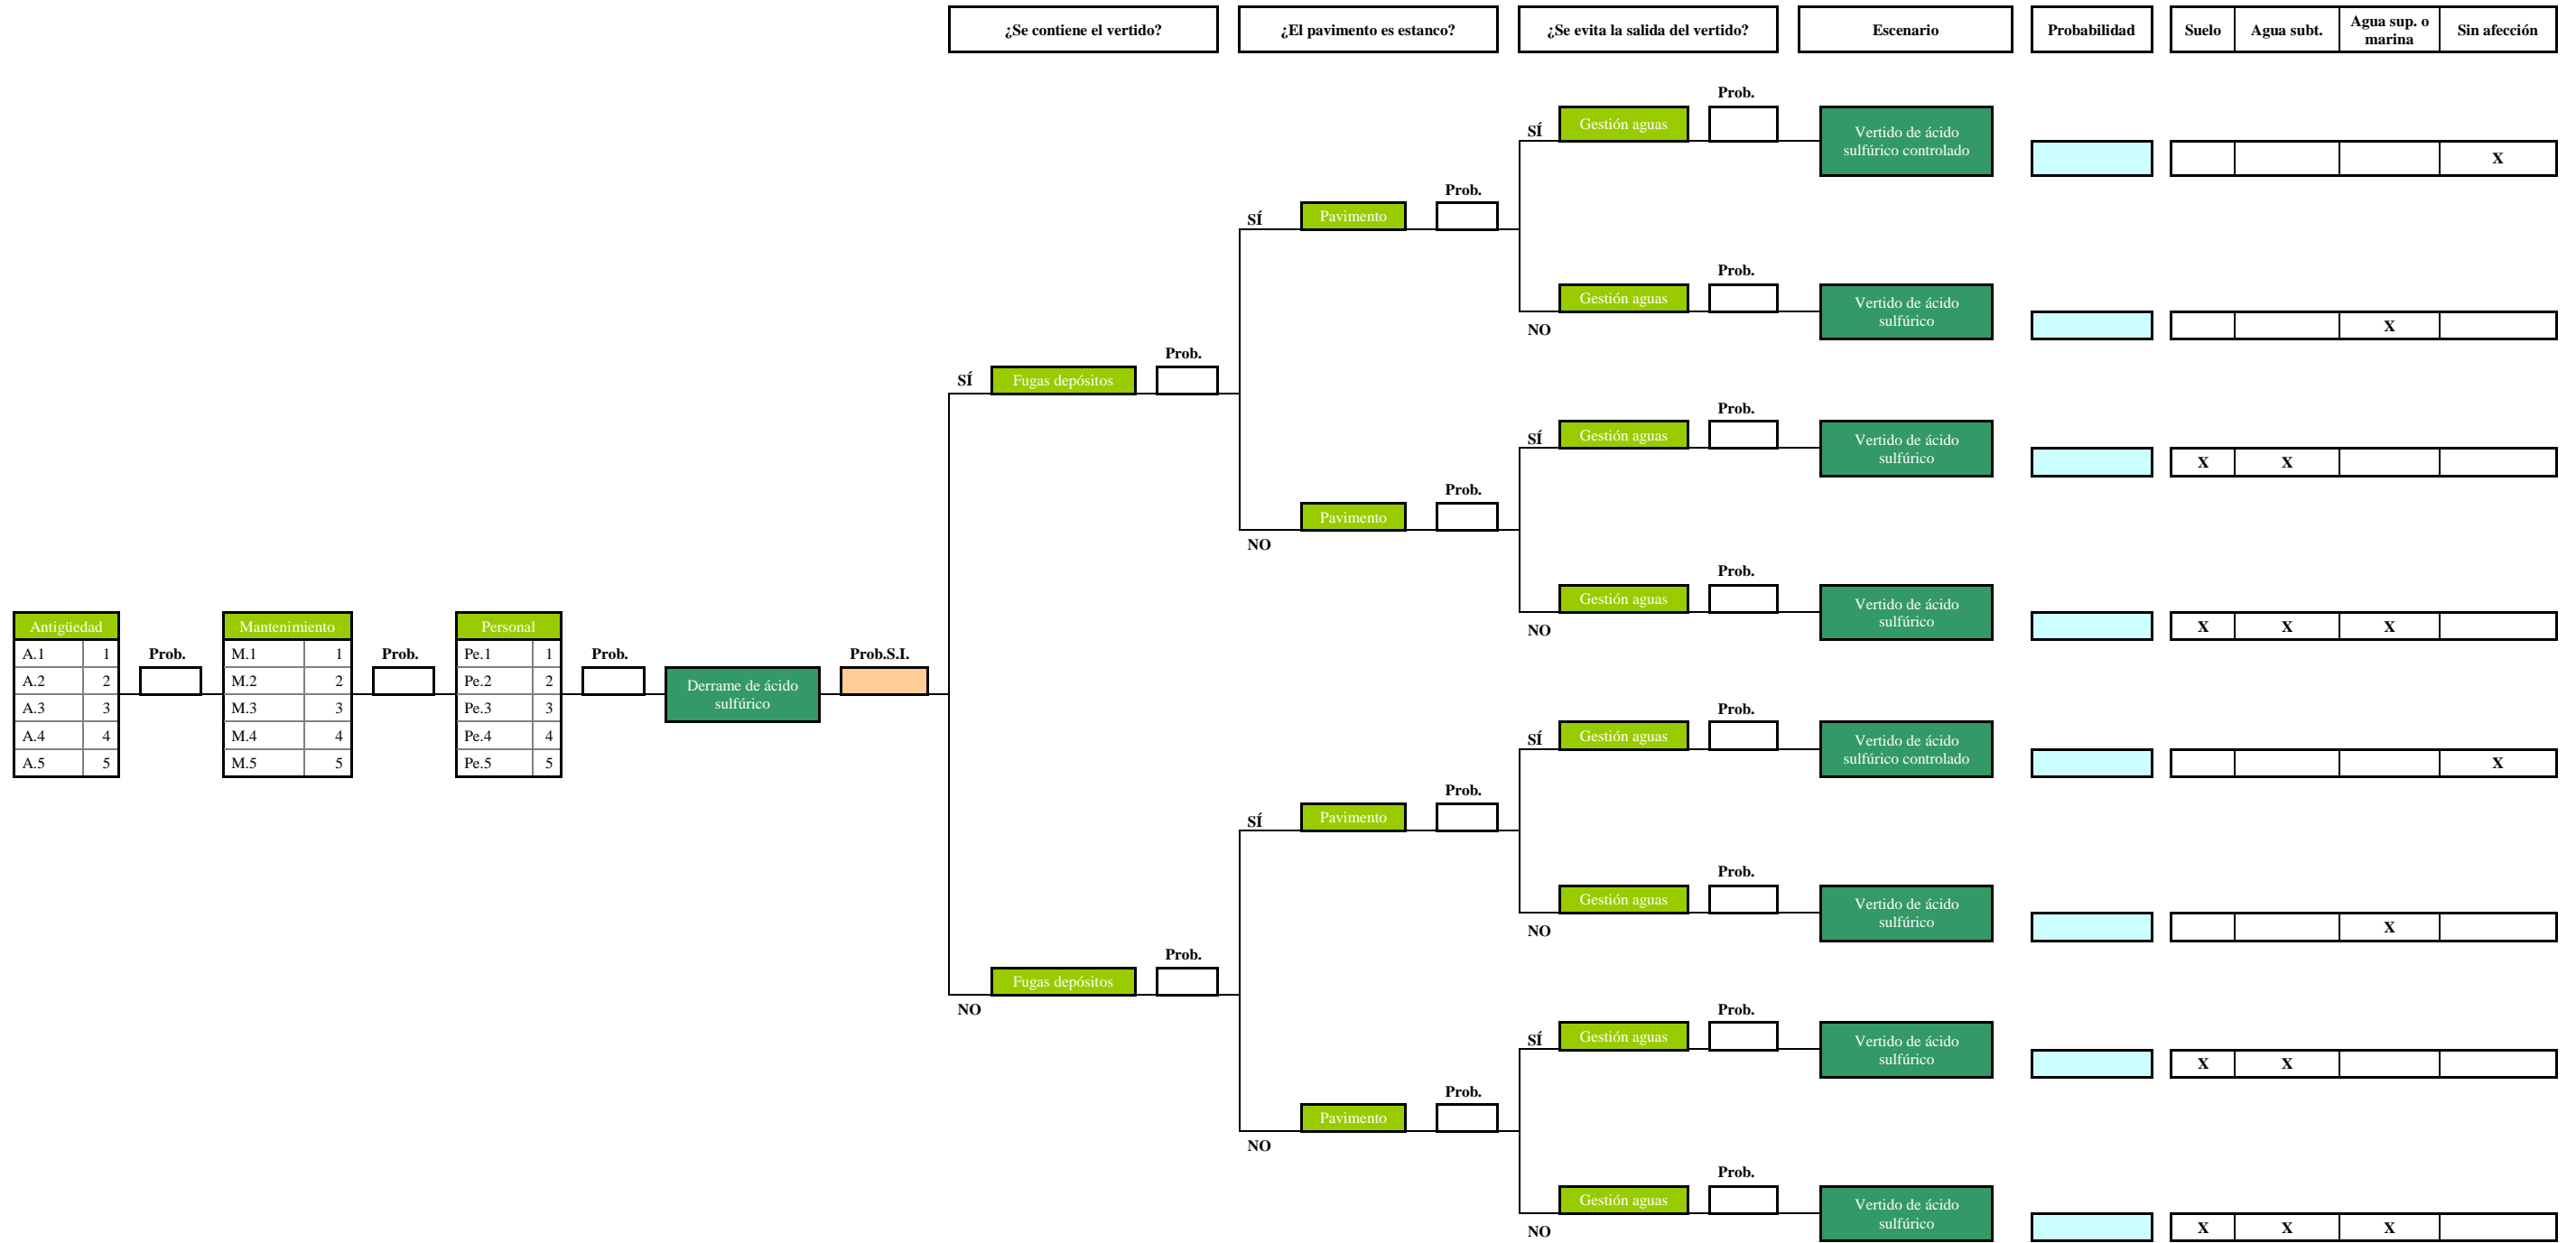 ¿Se contiene el vertido?
¿El pavimento es estanco?
¿Se evita la salida del vertido?
Escenario
Probabilidad
Suelo
Agua subt.
Agua sup. o
marina
Sin afección
Prob.
SÍ
Gestión aguas
Vertido de ácido
sulfúrico controlado
X
Prob.
SÍ
Pavimento
Prob.
Gestión aguas
Vertido de ácido
sulfúrico
NO
X
Prob.
SÍ
Fugas depósitos
Prob.
SÍ
Gestión aguas
Vertido de ácido
sulfúrico
X
X
Prob.
Pavimento
NO
Prob.
Gestión aguas
Vertido de ácido
sulfúrico
NO
X
X
X
Antigüedad
A.1 1
A.2 2
A.3 3
A.4 4
A.5 5
Prob.
Mantenimiento
M.1 1
M.2 2
M.3 3
M.4 4
M.5 5
Prob.
Personal
Pe.1 1
Pe.2 2
Pe.3 3
Pe.4 4
Pe.5 5
Prob.
Derrame de ácido
sulfúrico
Prob.S.I.
Prob.
SÍ
Gestión aguas
Vertido de ácido
sulfúrico controlado
X
Prob.
SÍ
Pavimento
Prob.
Gestión aguas
Vertido de ácido
sulfúrico
NO
X
Prob.
Fugas depósitos
NO
Prob.
SÍ
Gestión aguas
Vertido de ácido
sulfúrico
X
X
Prob.
Pavimento
NO
Prob.
Gestión aguas
Vertido de ácido
sulfúrico
NO
X
X
X